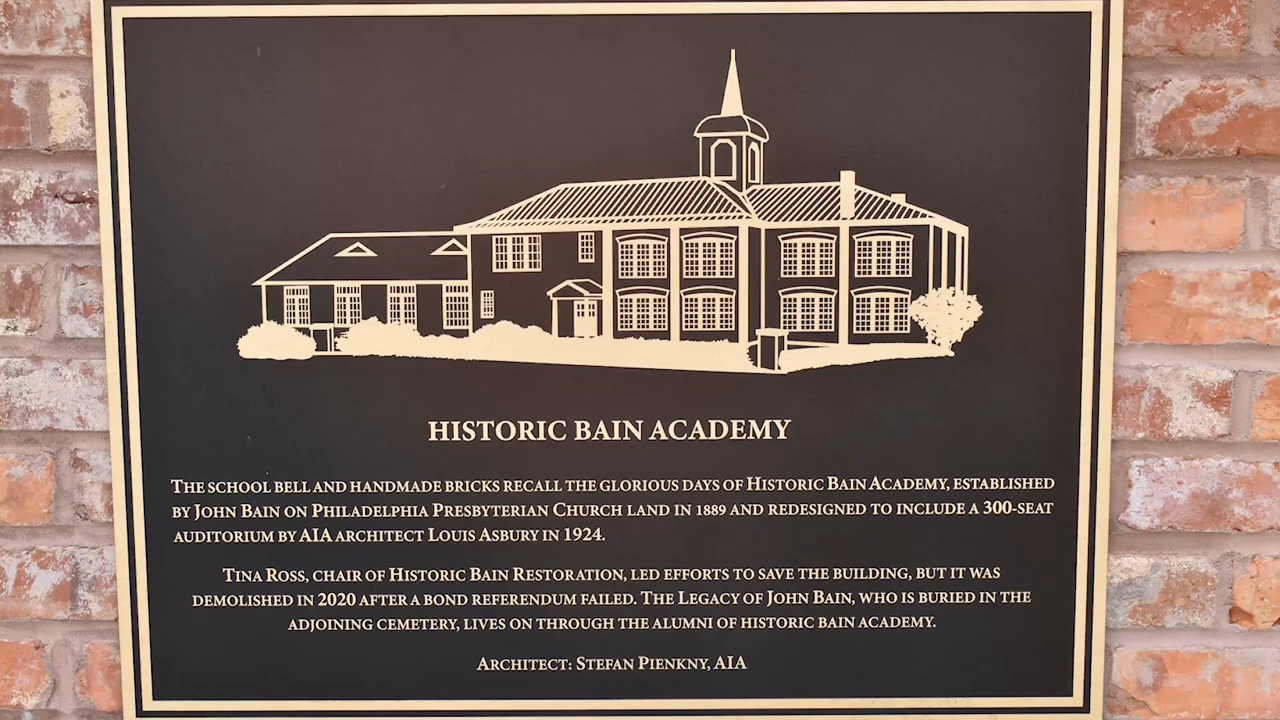 HISTORIC BAIN ACADEMY
THE SCHOOL BELL AND HANDMADE BRICKS RECALL THE GLORIOUS DAYS OF HISTORIC BAIN ACADEMY, ESTABLISHED
BY JOHN BAIN ON PHILADELPHIA PRESBYTERIAN CHURCH LAND IN 1889 AND REDESIGNED TO INCLUDE A 300-SEAT
AUDITORIUM BY AIA ARCHITECT LOUIS ASBURY IN 1924.
TINA ROSS, CHAIR OF HISTORIC BAIN RESTORATION, LED EFFORTS TO SAVE THE BUILDING, BUT IT WAS
DEMOLISHED IN 2020 AFTER A BOND REFERENDUM FAILED. THE LEGACY OF JOHN BAIN, WHO IS BURIED IN THE
ADJOINING CEMETERY, LIVES ON THROUGH THE ALUMNI OF HISTORIC BAIN ACADEMY.
ARCHITECT: STEFAN PIENKNY, AIA